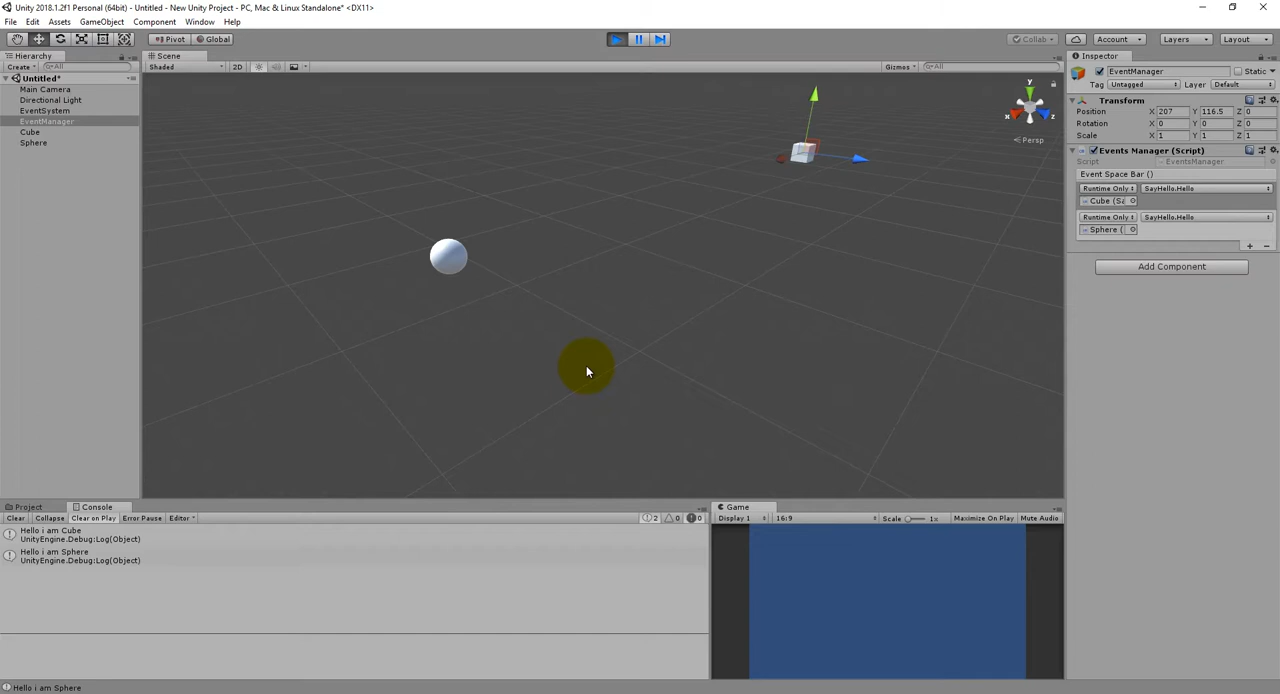 Unity 2018.1.2f1 Personal (64bit) - Untitled - New Unity Project - PC, Mac & Linux Standalone* <DX11>
File Edit Assets GameObject Component Window Help
Pivot Global Collab Account Layers Layout
Hierarchy
Create All
Untitled*
Main Camera
Directional Light
EventSystem
EventManager
Cube
Sphere
Scene
Shaded 2D Gizmos All
y
x z
Persp
Inspector
EventManager Static
Tag Untagged Layer Default
Transform
Position X 207 Y 116.5 Z 0
Rotation X 0 Y 0 Z 0
Scale X 1 Y 1 Z 1
Events Manager (Script)
Script EventsManager
Event Space Bar ()
Runtime Only SayHello.Hello
Cube (Sa
Runtime Only SayHello.Hello
Sphere (
+ -
Add Component
Project Console
Clear Collapse Clear on Play Error Pause Editor 2 0 0
Hello i am Cube
UnityEngine.Debug:Log(Object)
Hello i am Sphere
UnityEngine.Debug:Log(Object)
Game
Display 1 16:9 Scale 1x Maximize On Play Mute Audio
Hello i am Sphere